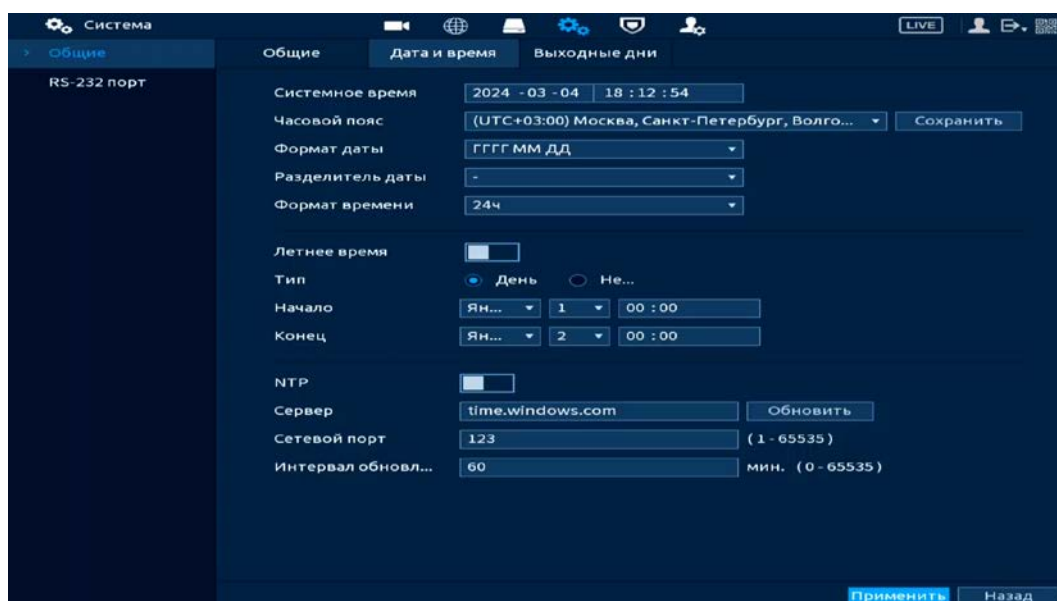 Система LIVE
Общие Общие Дата и время Выходные дни
RS-232 порт
Системное время 2024 - 03 - 04 18 : 12 : 54
Часовой пояс (UTC+03:00) Москва, Санкт-Петербург, Волго... Сохранить
Формат даты ГГГГ ММ ДД
Разделитель даты -
Формат времени 24ч
Летнее время
Тип День Не...
Начало Ян... 1 00 : 00
Конец Ян... 2 00 : 00
NTP
Сервер time.windows.com Обновить
Сетевой порт 123 (1 - 65535)
Интервал обновл... 60 мин. (0 - 65535)
Применить Назад